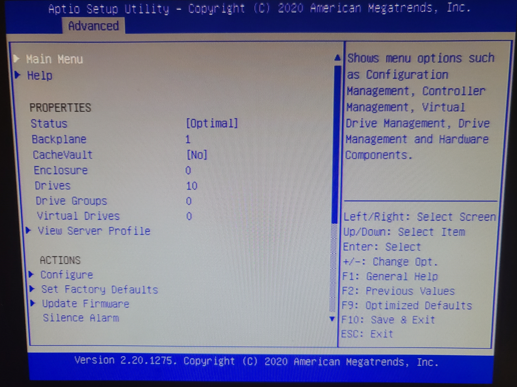 Aptio Setup Utility – Copyright (C) 2020 American Megatrends, Inc.
Advanced
Main Menu
Help
PROPERTIES
Status [Optimal]
Backplane 1
CacheVault [No]
Enclosure 0
Drives 10
Drive Groups 0
Virtual Drives 0
View Server Profile
ACTIONS
Configure
Set Factory Defaults
Update Firmware
Silence Alarm
Shows menu options such
as Configuration
Management, Controller
Management, Virtual
Drive Management, Drive
Management and Hardware
Components.
Left/Right: Select Screen
Up/Down: Select Item
Enter: Select
+/-: Change Opt.
F1: General Help
F2: Previous Values
F9: Optimized Defaults
F10: Save & Exit
ESC: Exit
Version 2.20.1275. Copyright (C) 2020 American Megatrends, Inc.